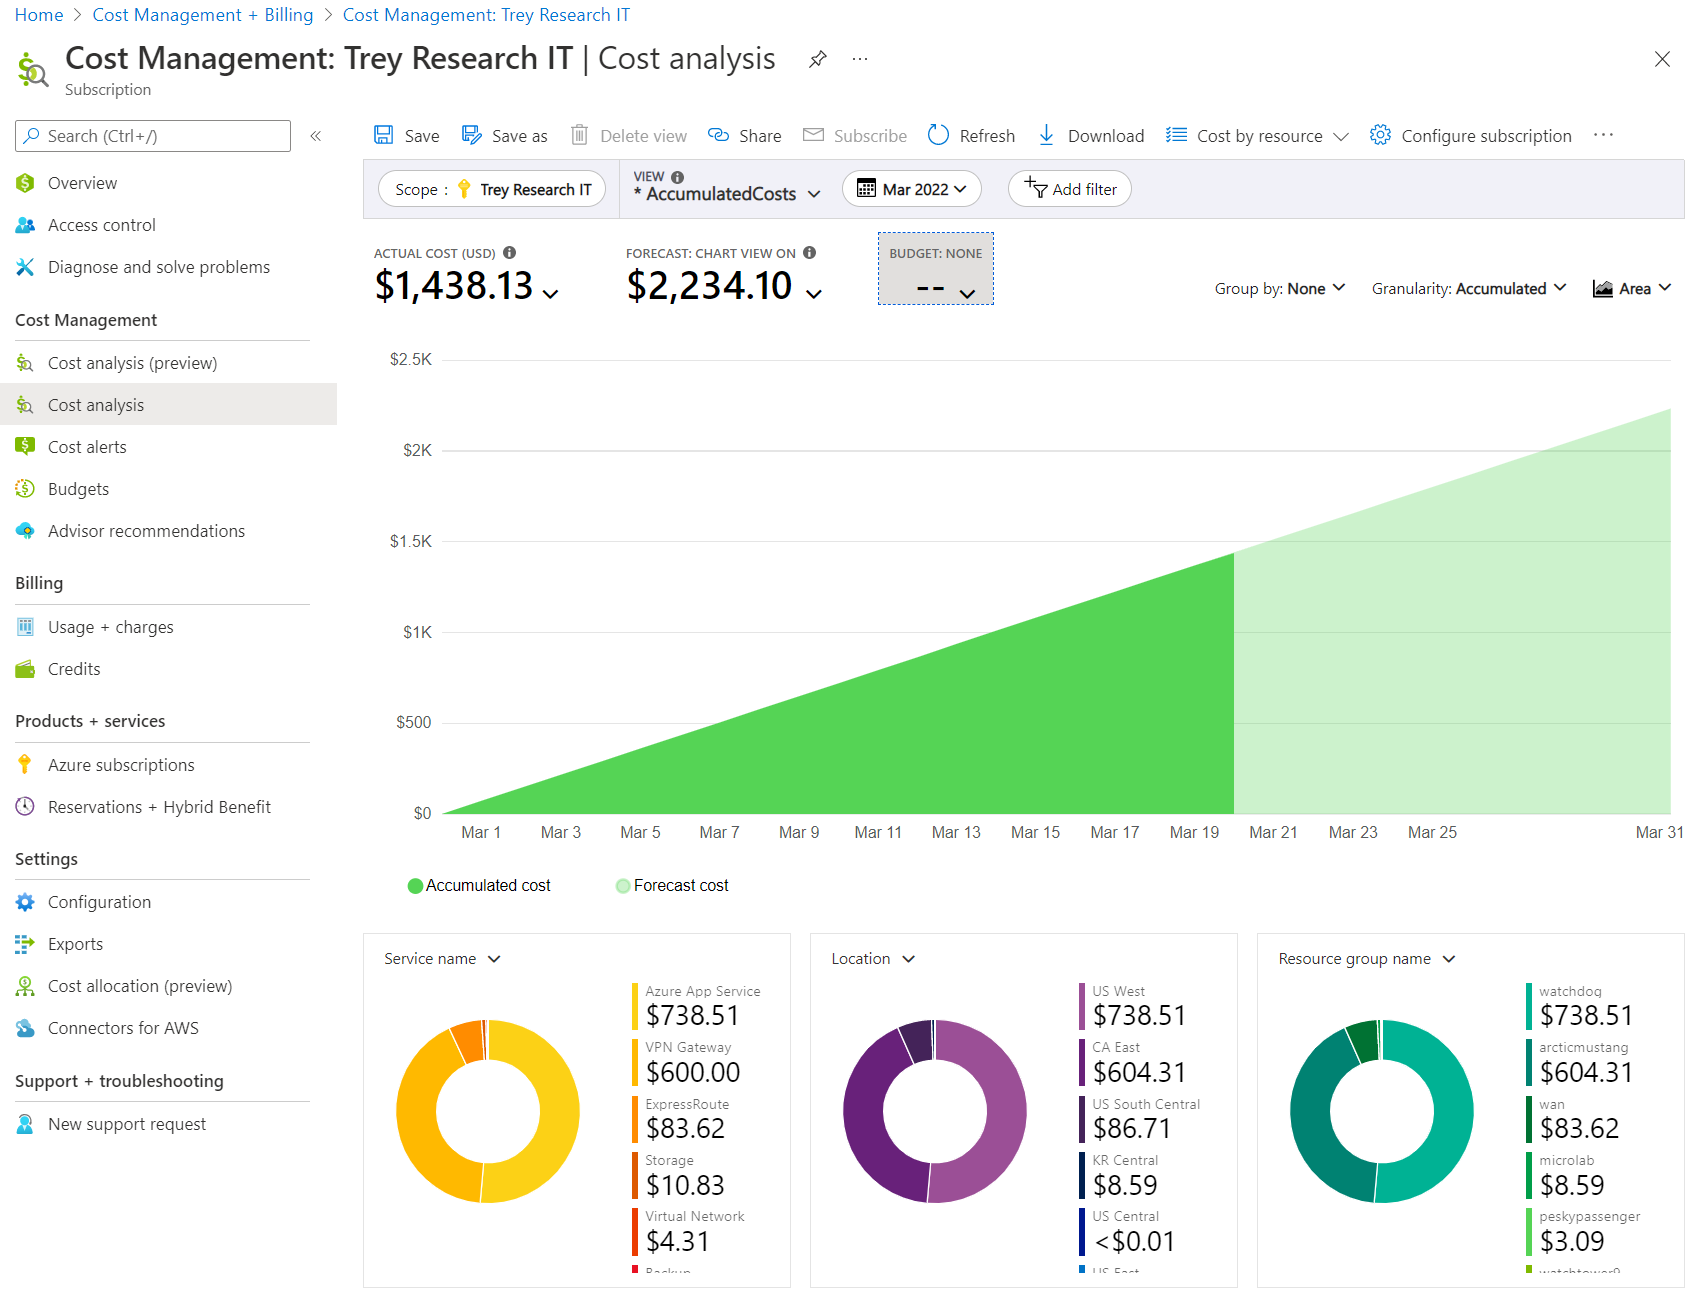 Home > Cost Management + Billing > Cost Management: Trey Research IT
Cost Management: Trey Research IT | Cost analysis ...
Subscription
Search (Ctrl+/)
«
Overview
Access control
Diagnose and solve problems
Cost Management
Cost analysis (preview)
Cost analysis
Cost alerts
Budgets
Advisor recommendations
Billing
Usage + charges
Credits
Products + services
Azure subscriptions
Reservations + Hybrid Benefit
Settings
Configuration
Exports
Cost allocation (preview)
Connectors for AWS
Support + troubleshooting
New support request
Save Save as Delete view Share Subscribe Refresh Download Cost by resource Configure subscription ...
Scope : Trey Research IT
VIEW
* AccumulatedCosts
Mar 2022
Add filter
ACTUAL COST (USD)
$1,438.13
FORECAST: CHART VIEW ON
$2,234.10
BUDGET: NONE
--
Group by: None
Granularity: Accumulated
Area
$2.5K
$2K
$1.5K
$1K
$500
$0
Mar 1 Mar 3 Mar 5 Mar 7 Mar 9 Mar 11 Mar 13 Mar 15 Mar 17 Mar 19 Mar 21 Mar 23 Mar 25 Mar 31
Accumulated cost Forecast cost
Service name
Azure App Service
$738.51
VPN Gateway
$600.00
ExpressRoute
$83.62
Storage
$10.83
Virtual Network
$4.31
Backup
Location
US West
$738.51
CA East
$604.31
US South Central
$86.71
KR Central
$8.59
US Central
<$0.01
US East
Resource group name
watchdog
$738.51
arcticmustang
$604.31
wan
$83.62
microlab
$8.59
peskypassenger
$3.09
watchtower9